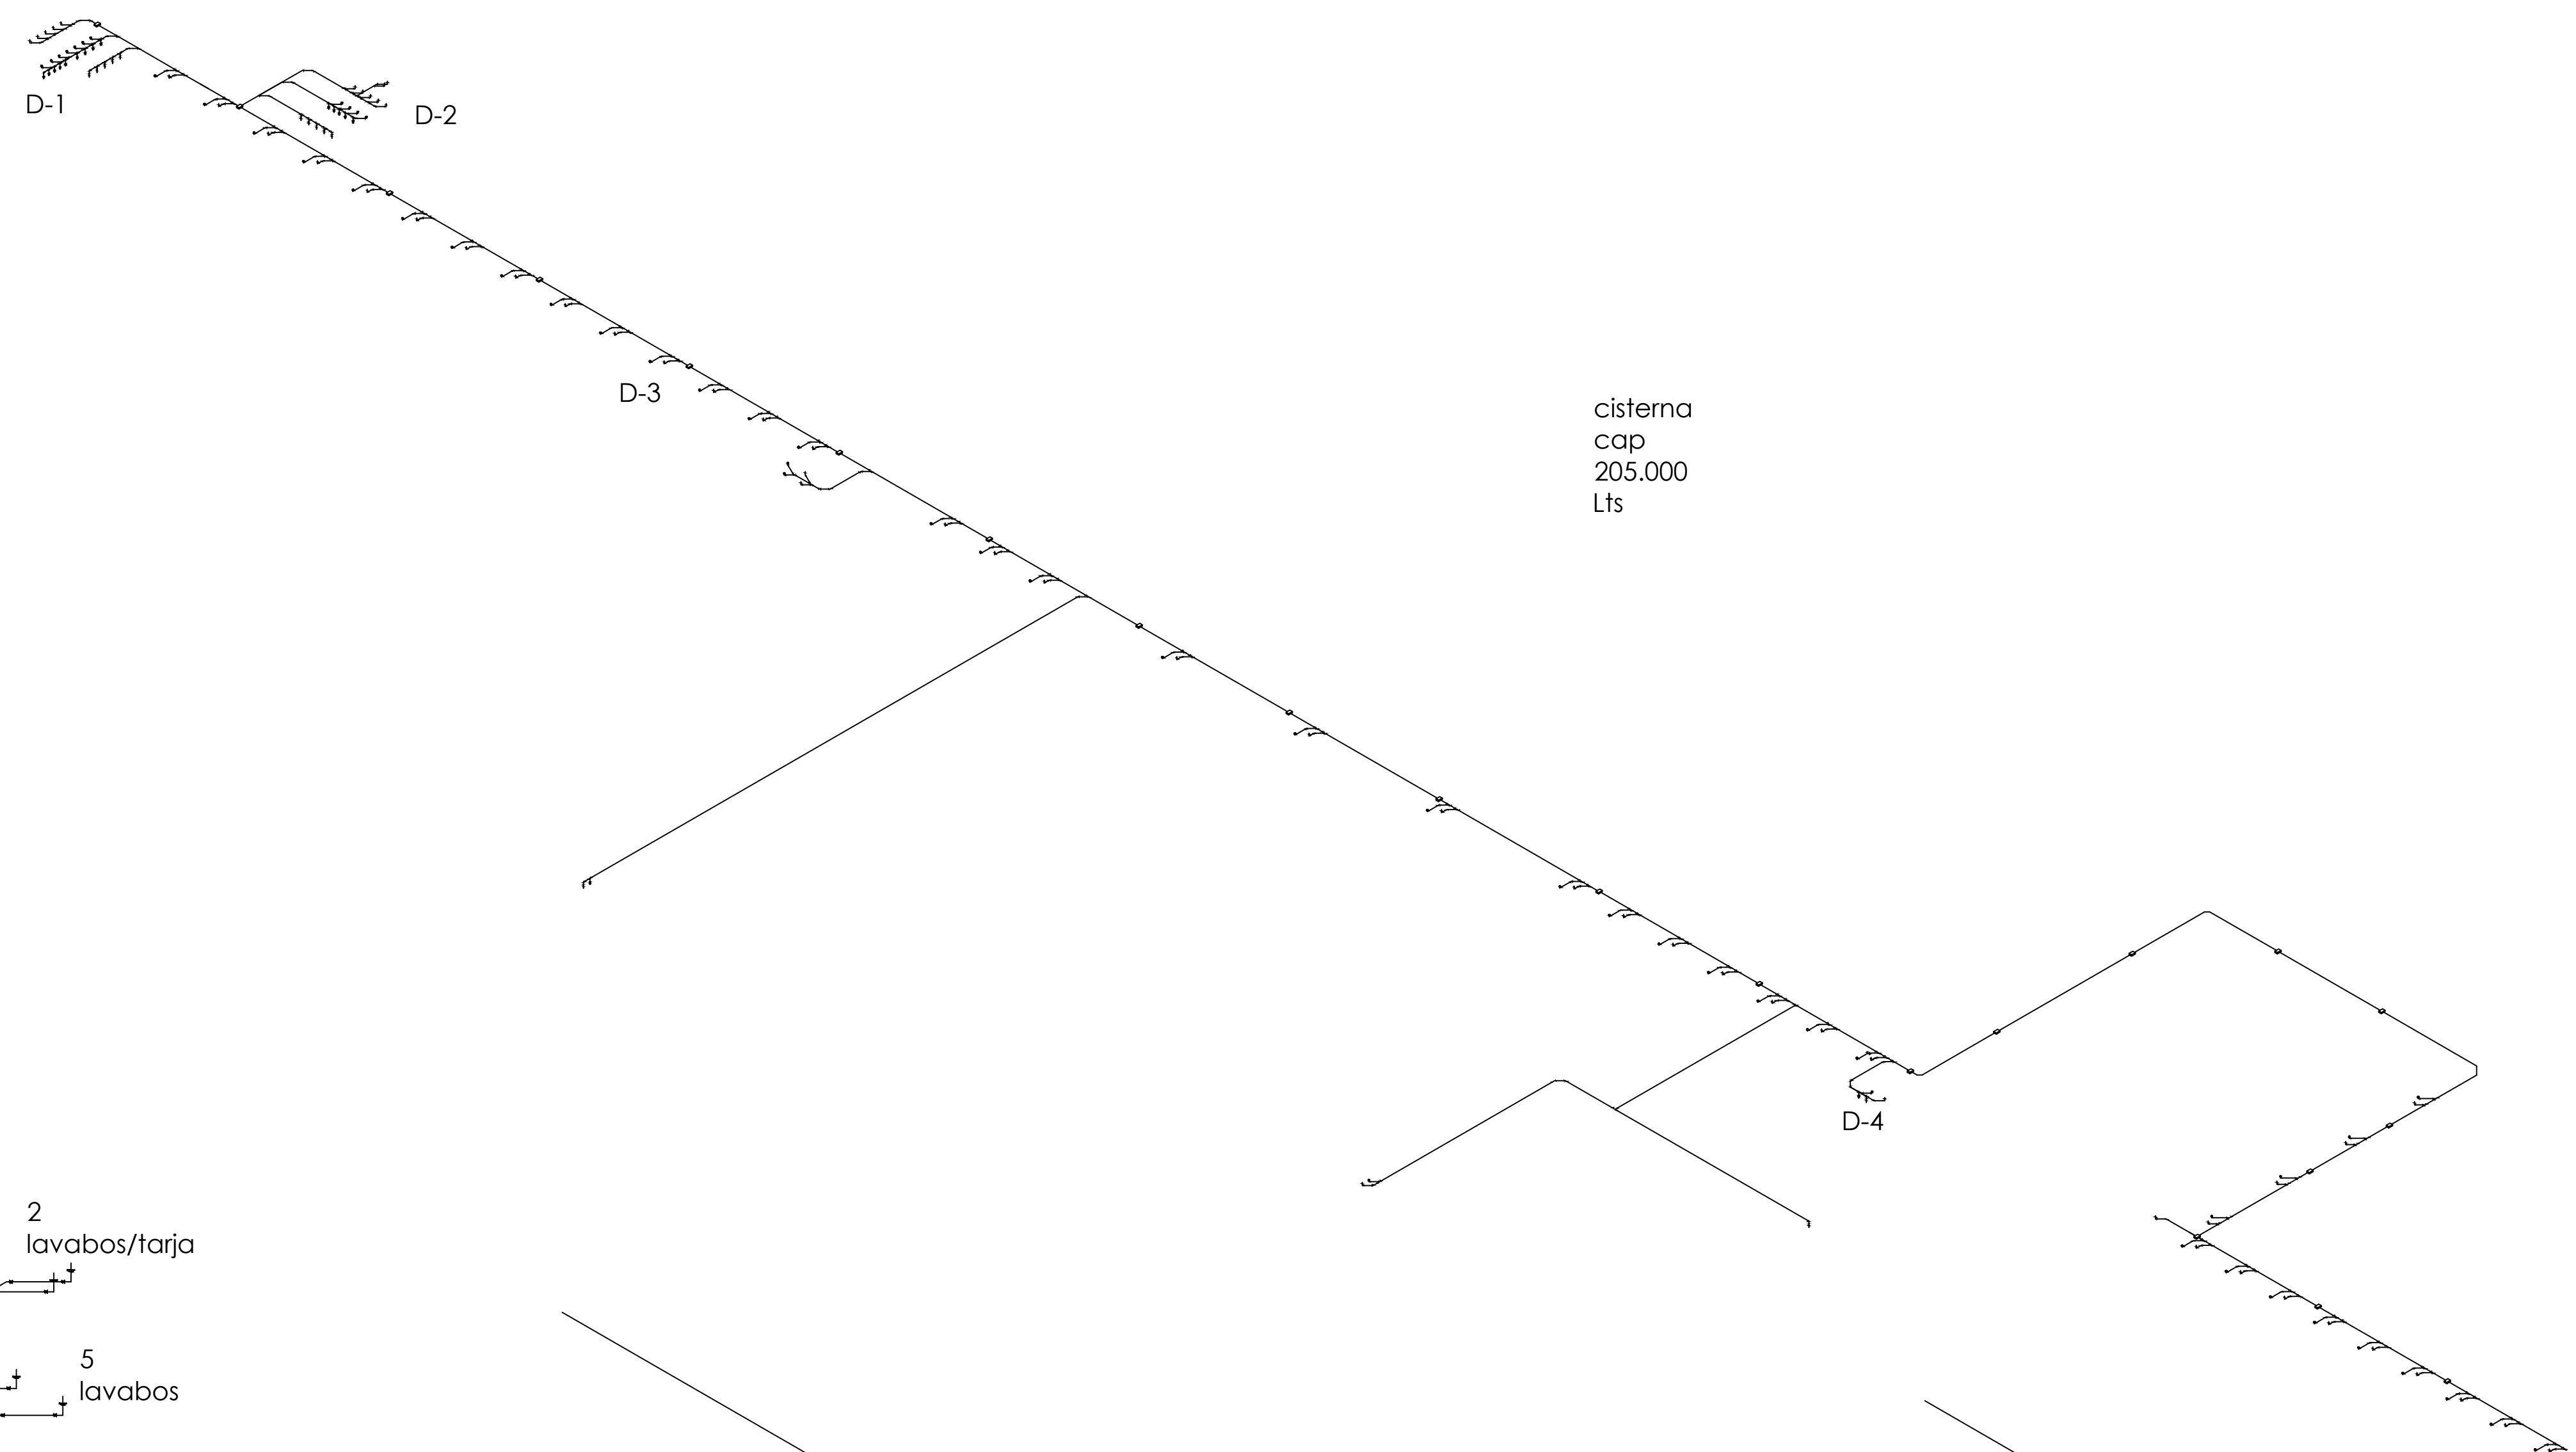 D-1
D-2
D-3
cisterna
cap
205.000
Lts
D-4
2
lavabos/tarja
5
lavabos